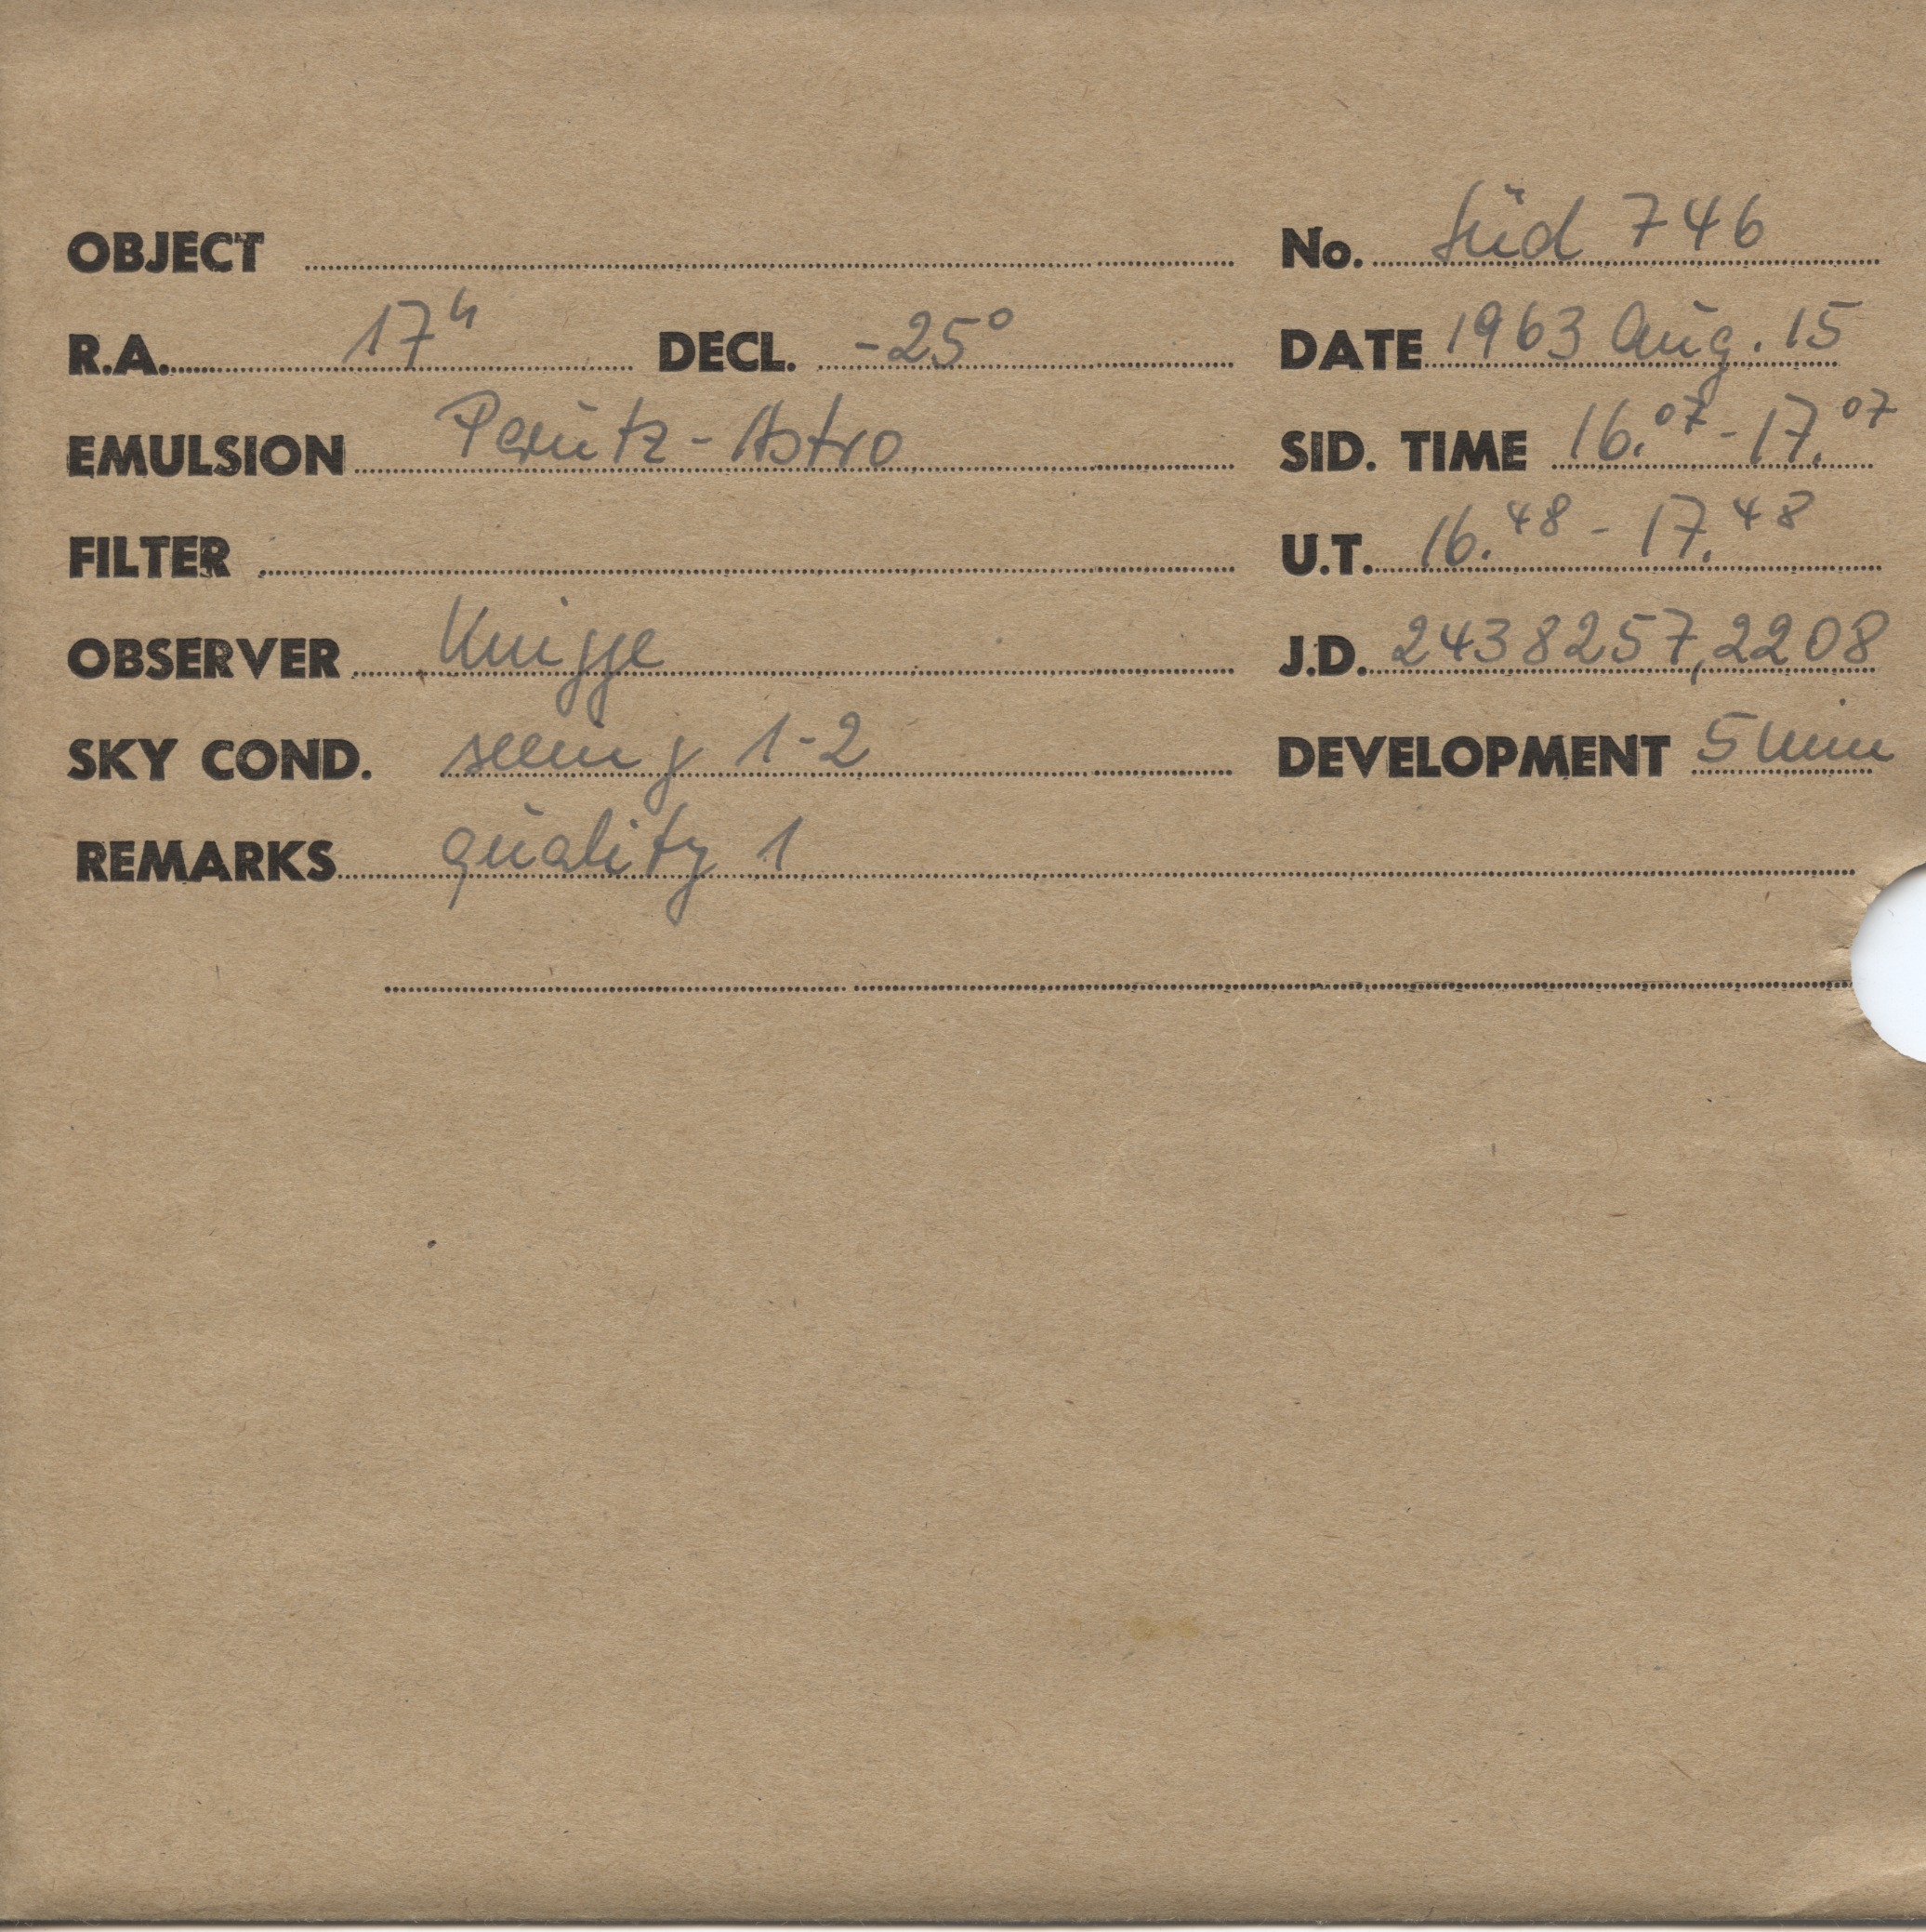 OBJECT No. Süd 746
R.A. 17h DECL. -25° DATE 1963 Aug. 15
EMULSION Perutz-Astro SID. TIME 16.07 - 17.07
FILTER U.T. 16.48 - 17.48
OBSERVER Knigge J.D. 2438257,2208
SKY COND. seeing 1-2 DEVELOPMENT 5 min
REMARKS quality 1